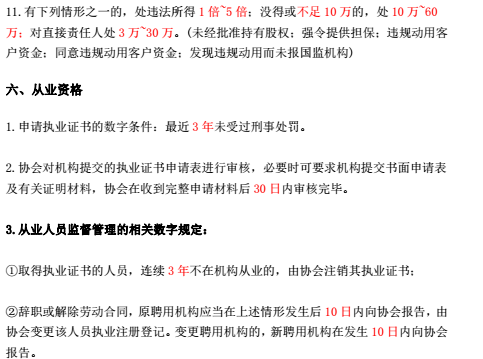 11.有下列情形之一的，处违法所得 1 倍~5 倍；没得或不足 10 万的，处 10 万~60
万；对直接责任人处 3 万~30 万。(未经批准持有股权；强令提供担保；违规动用客
户资金；同意违规动用客户资金；发现违规动用而未报国监机构)
六、从业资格
1.申请执业证书的数字条件：最近 3 年未受过刑事处罚。
2.协会对机构提交的执业证书申请表进行审核，必要时可要求机构提交书面申请表
及有关证明材料，协会在收到完整申请材料后 30 日内审核完毕。
3.从业人员监督管理的相关数字规定：
①取得执业证书的人员，连续 3 年不在机构从业的，由协会注销其执业证书；
②辞职或解除劳动合同，原聘用机构应当在上述情形发生后 10 日内向协会报告，由
协会变更该人员执业注册登记。变更聘用机构的，新聘用机构在发生 10 日内向协会
报告。